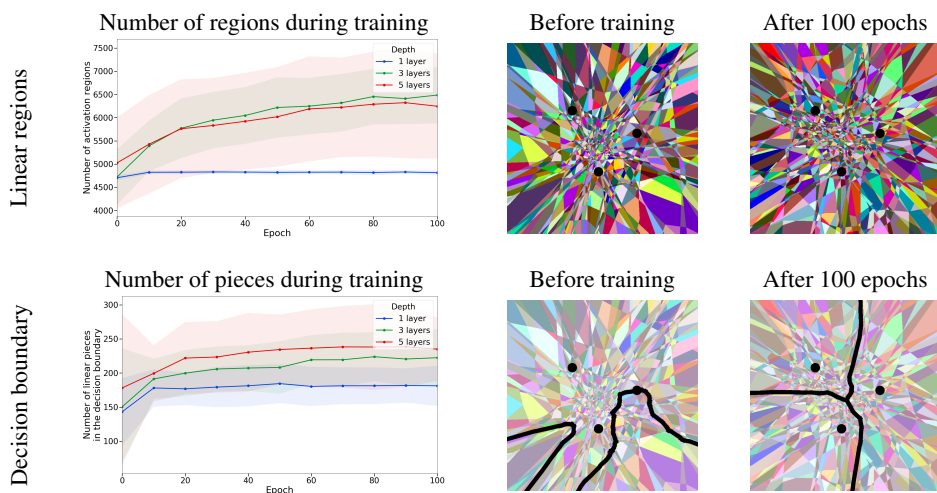 Number of regions during training
Before training
After 100 epochs
Linear regions
Number of activation regions
7500
7000
6500
6000
5500
5000
4500
4000
Depth
1 layer
3 layers
5 layers
0 20 40 60 80 100
Epoch
Number of pieces during training
Before training
After 100 epochs
Decision boundary
Number of linear pieces
in the decision boundary
300
250
200
150
100
Depth
1 layer
3 layers
5 layers
0 20 40 60 80 100
Epoch